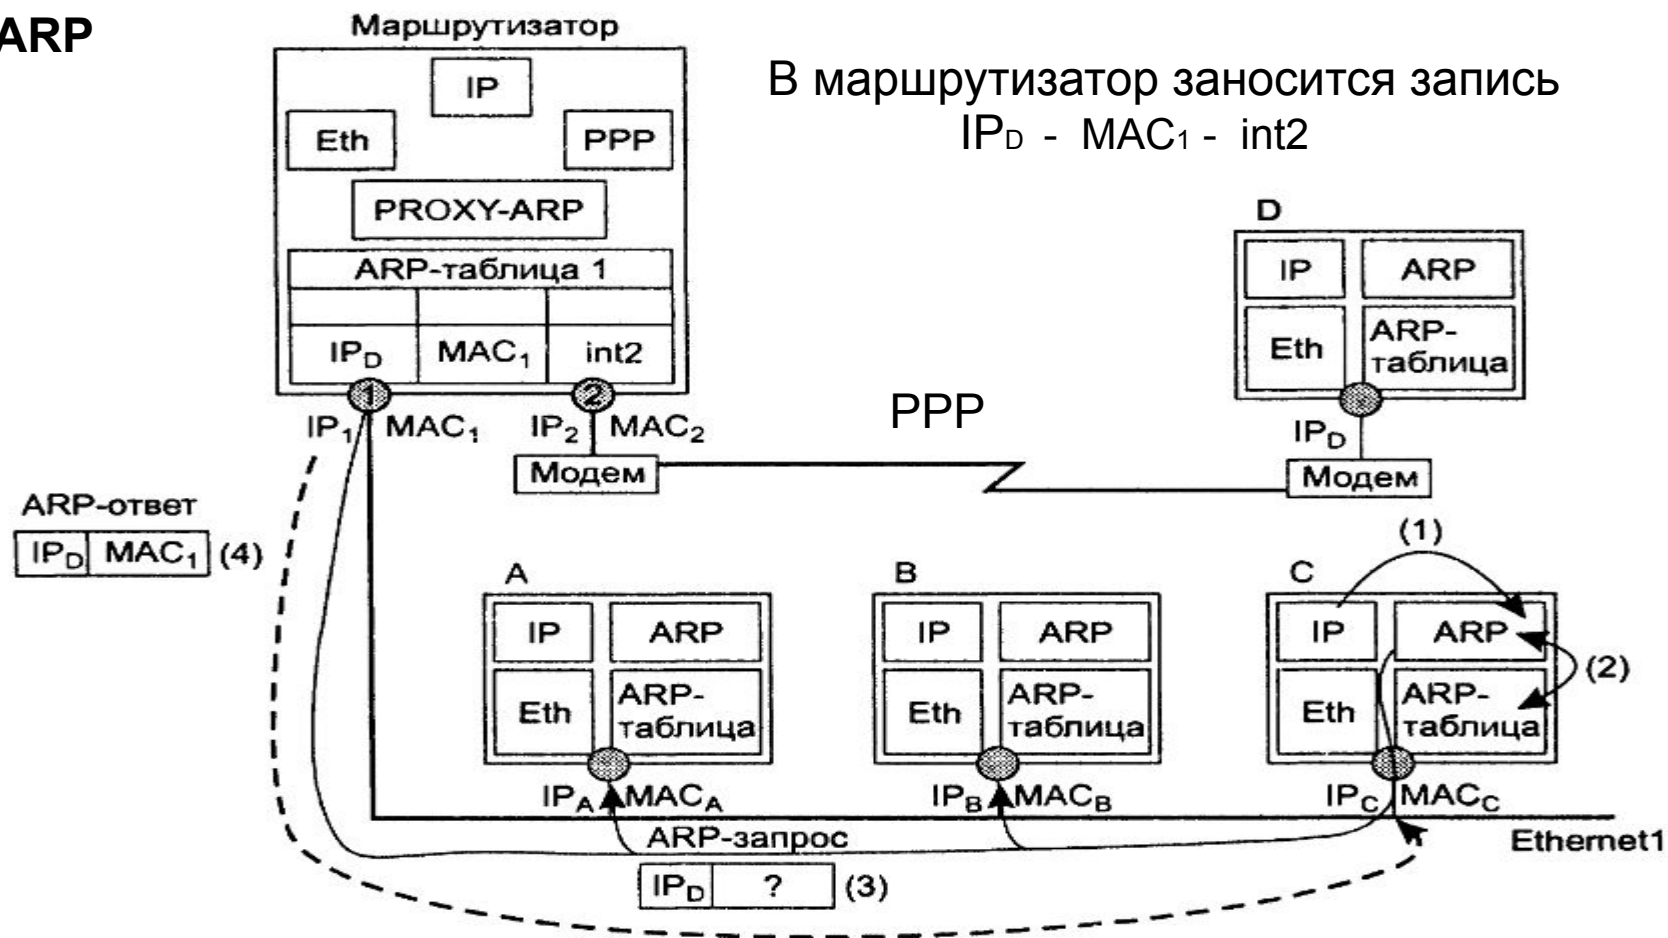 ARP
Маршрутизатор
В маршрутизатор заносится запись
IPD - MAC1 - int2
IP
Eth
PPP
PROXY-ARP
ARP-таблица 1
IPD MAC1 int2
1
2
IP1 MAC1
IP2 MAC2
Модем
PPP
D
IP
ARP
Eth
ARP-
таблица
IPD
Модем
ARP-ответ
IPD MAC1 (4)
A
IP
ARP
Eth
ARP-
таблица
IPA MACA
B
IP
ARP
Eth
ARP-
таблица
IPB MACB
(1)
C
IP
ARP
(2)
Eth
ARP-
таблица
IPC MACC
Ethernet1
ARP-запрос
IPD ? (3)